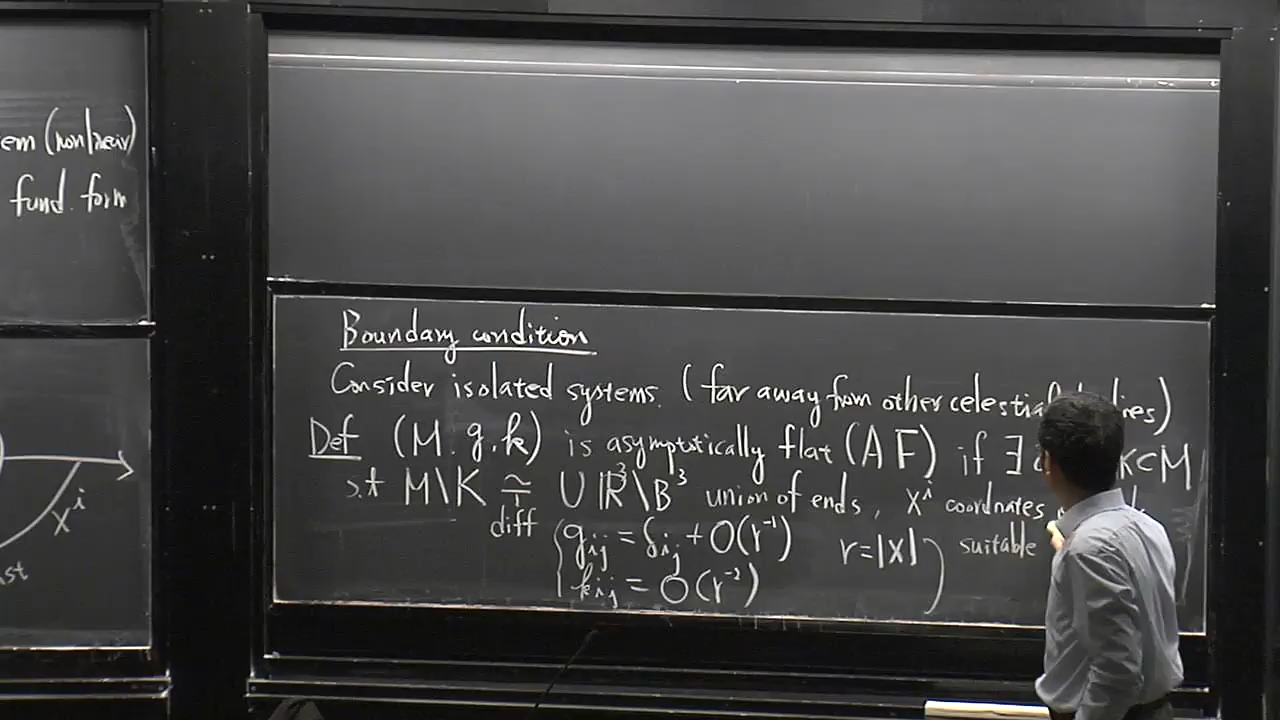 em (nonlinear)
fund. form
x^i
st
Boundary condition
Consider isolated systems. (far away from other celestial
Def (M. g. k) is asymptotically flat (AF) if ∃ K⊂M
s.t M\K ≅ ∪ ℝ³\B³ union of ends, x^i coordnates
diff
g_ij = δ_ij + O(r^-1) r=|x| ) suitable
k_ij = O(r^-2)